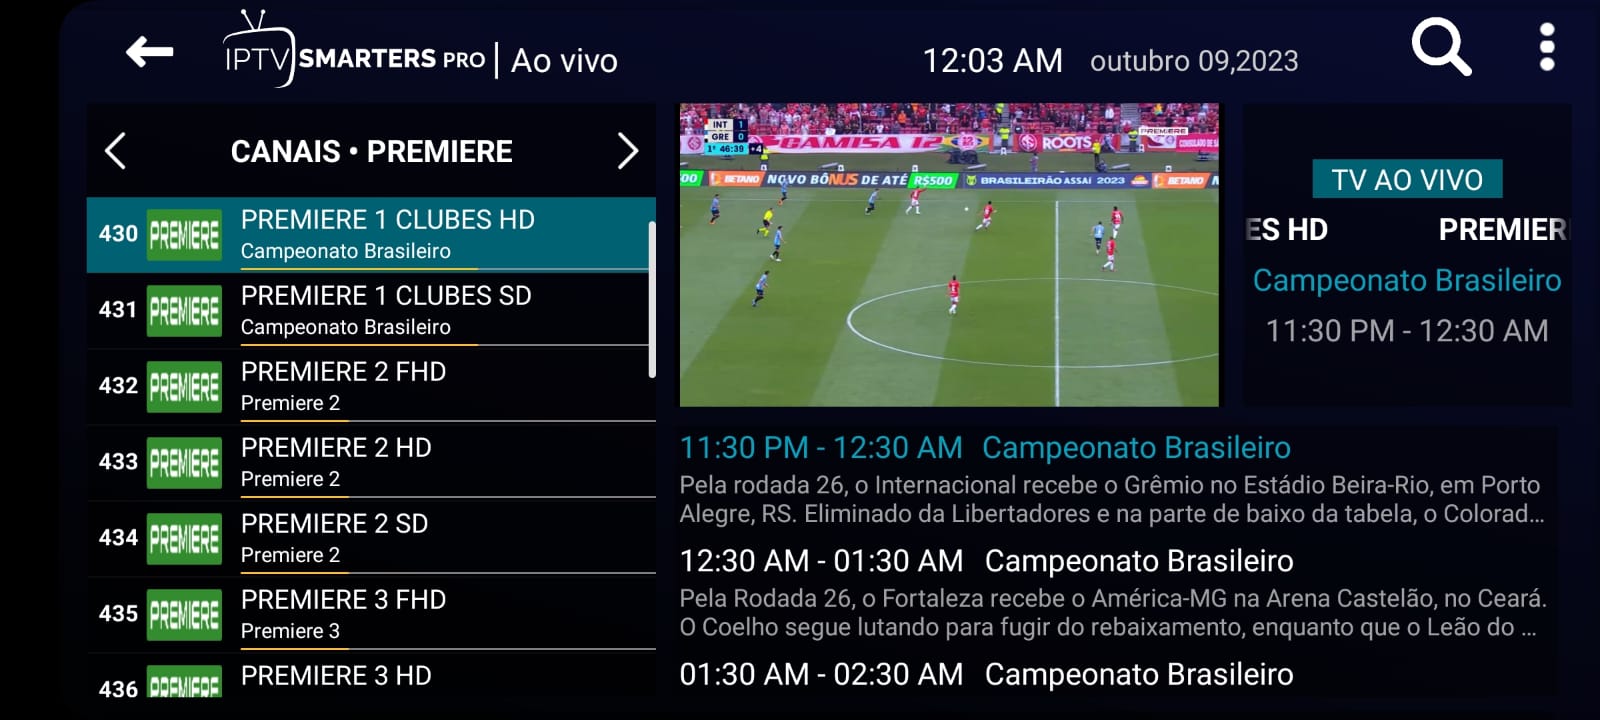 IPTV SMARTERS PRO | Ao vivo
12:03 AM outubro 09,2023
CANAIS • PREMIERE
430 PREMIERE PREMIERE 1 CLUBES HD
Campeonato Brasileiro
431 PREMIERE PREMIERE 1 CLUBES SD
Campeonato Brasileiro
432 PREMIERE PREMIERE 2 FHD
Premiere 2
433 PREMIERE PREMIERE 2 HD
Premiere 2
434 PREMIERE PREMIERE 2 SD
Premiere 2
435 PREMIERE PREMIERE 3 FHD
Premiere 3
436 PREMIERE PREMIERE 3 HD
INT 1
GRE 0
1º 46:39 +4
PREMIERE
CAMISA 12
ROOTS
BETANO NOVO BÔNUS DE ATÉ R$500 BRASILEIRÃO ASSAÍ 2023 BETANO
TV AO VIVO
ES HD PREMIER
Campeonato Brasileiro
11:30 PM - 12:30 AM
11:30 PM - 12:30 AM Campeonato Brasileiro
Pela rodada 26, o Internacional recebe o Grêmio no Estádio Beira-Rio, em Porto
Alegre, RS. Eliminado da Libertadores e na parte de baixo da tabela, o Colorad...
12:30 AM - 01:30 AM Campeonato Brasileiro
Pela Rodada 26, o Fortaleza recebe o América-MG na Arena Castelão, no Ceará.
O Coelho segue lutando para fugir do rebaixamento, enquanto que o Leão do ...
01:30 AM - 02:30 AM Campeonato Brasileiro